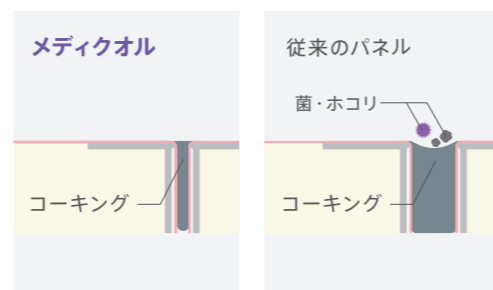 メディクオル
コーキング
従来のパネル
菌・ホコリ
コーキング